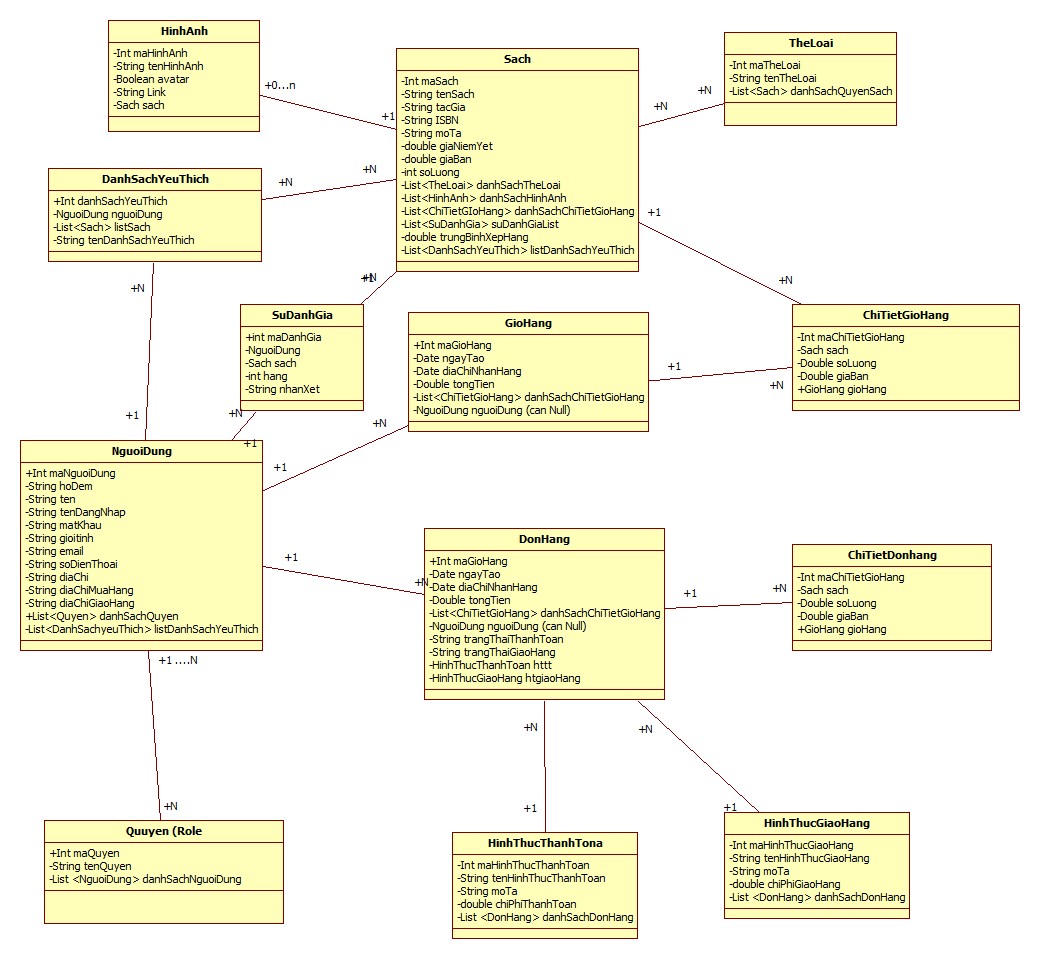 HinhAnh
-Int maHinhAnh
-String tenHinhAnh
-Boolean avatar
-String Link
-Sach sach
+0...n
+1
Sach
-Int maSach
-String tenSach
-String tacGia
-String ISBN
-String moTa
-double giaNiemYet
-double giaBan
-int soLuong
-List<TheLoai> danhSachTheLoai
-List<HinhAnh> danhSachHinhAnh
-List<ChiTietGIoHang> danhSachChiTietGioHang
-List<SuDanhGia> suDanhGiaList
-double trungBinhXepHang
-List<DanhSachYeuThich> listDanhSachYeuThich
TheLoai
-Int maTheLoai
-String tenTheLoai
-List<Sach> danhSachQuyenSach
+N
+N
DanhSachYeuThich
+Int danhSachYeuThich
-NguoiDung nguoiDung
-List<Sach> listSach
-String tenDanhSachYeuThich
+N
+N
+N
+1
+1
+N
SuDanhGia
+int maDanhGia
-NguoiDung
-Sach sach
-int hang
-String nhanXet
+N
+1
+1
+N
GioHang
+Int maGioHang
-Date ngayTao
-Date diaChiNhanHang
-Double tongTien
-List<ChiTietGioHang> danhSachChiTietGioHang
-NguoiDung nguoiDung (can Null)
+1
+N
ChiTietGioHang
-Int maChiTietGioHang
-Sach sach
-Double soLuong
-Double giaBan
+GioHang gioHang
+N
+1
NguoiDung
+Int maNguoiDung
-String hoDem
-String ten
-String tenDangNhap
-String matKhau
-String gioitinh
-String email
-String soDienThoai
-String diaChi
-String diaChiMuaHang
-String diaChiGiaoHang
+List<Quyen> danhSachQuyen
-List<DanhSachyeuThich> listDanhSachYeuThich
+1
+N
DonHang
+Int maGioHang
-Date ngayTao
-Date diaChiNhanHang
-Double tongTien
-List<ChiTietGioHang> danhSachChiTietGioHang
-NguoiDung nguoiDung (can Null)
-String trangThaiThanhToan
-String trangThaiGiaoHang
-HinhThucThanhToan httt
-HinhThucGiaoHang htgiaoHang
+1
+N
ChiTietDonhang
-Int maChiTietGioHang
-Sach sach
-Double soLuong
-Double giaBan
+GioHang gioHang
+1 ....N
+N
Quuyen (Role
+Int maQuyen
-String tenQuyen
-List <NguoiDung> danhSachNguoiDung
+N
+1
HinhThucThanhTona
-Int maHinhThucThanhToan
-String tenHinhThucThanhToan
-String moTa
-double chiPhiThanhToan
-List <DonHang> danhSachDonHang
+N
+1
HinhThucGiaoHang
-Int maHinhThucGiaoHang
-String tenHinhThucGiaoHang
-String moTa
-double chiPhiGiaoHang
-List <DonHang> danhSachDonHang